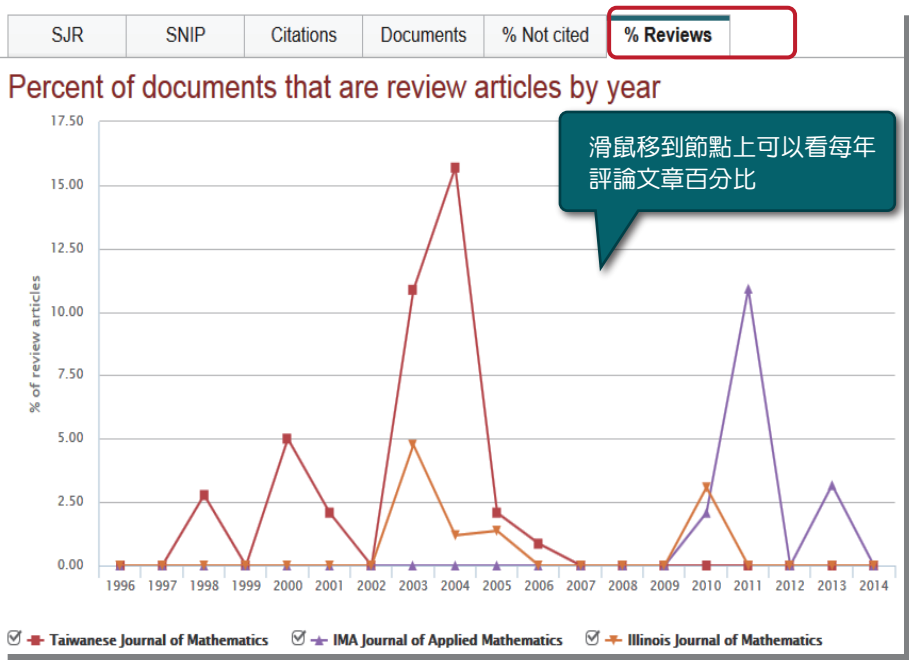 SJR SNIP Citations Documents % Not cited % Reviews
Percent of documents that are review articles by year
滑鼠移到節點上可以看每年
評論文章百分比
% of review articles
17.50
15.00
12.50
10.00
7.50
5.00
2.50
0.00
1996 1997 1998 1999 2000 2001 2002 2003 2004 2005 2006 2007 2008 2009 2010 2011 2012 2013 2014
Taiwanese Journal of Mathematics IMA Journal of Applied Mathematics Illinois Journal of Mathematics